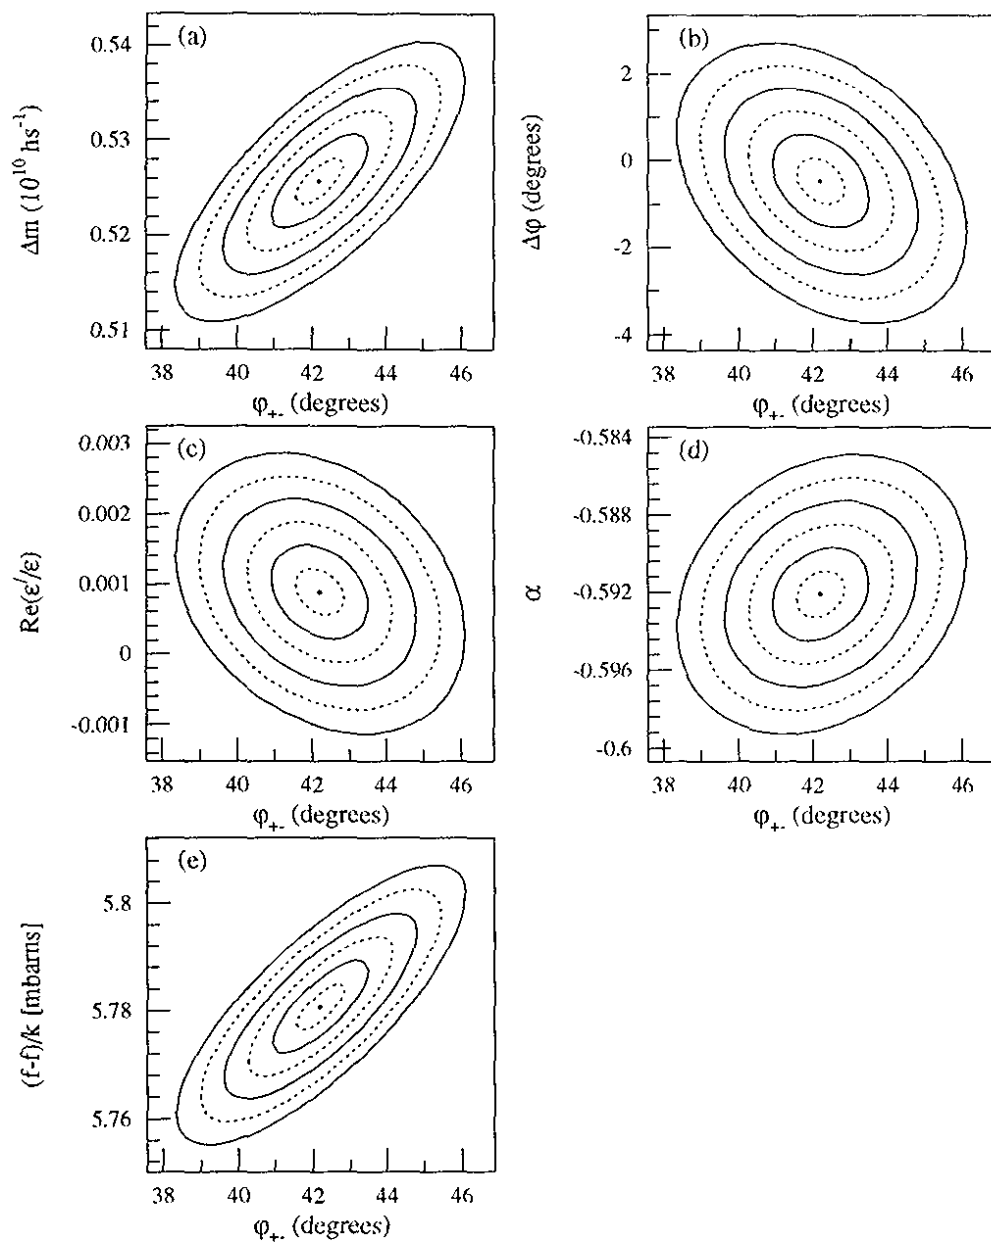 (a)
0.54
0.53
0.52
0.51
Δm (10¹⁰ hs⁻¹)
38 40 42 44 46
φ₊₋ (degrees)
(b)
2
0
-2
-4
Δφ (degrees)
38 40 42 44 46
φ₊₋ (degrees)
(c)
0.003
0.002
0.001
0
-0.001
Re(ε'/ε)
38 40 42 44 46
φ₊₋ (degrees)
(d)
-0.584
-0.588
-0.592
-0.596
-0.6
α
38 40 42 44 46
φ₊₋ (degrees)
(e)
5.8
5.78
5.76
(f-f)/k [mbarns]
38 40 42 44 46
φ₊₋ (degrees)